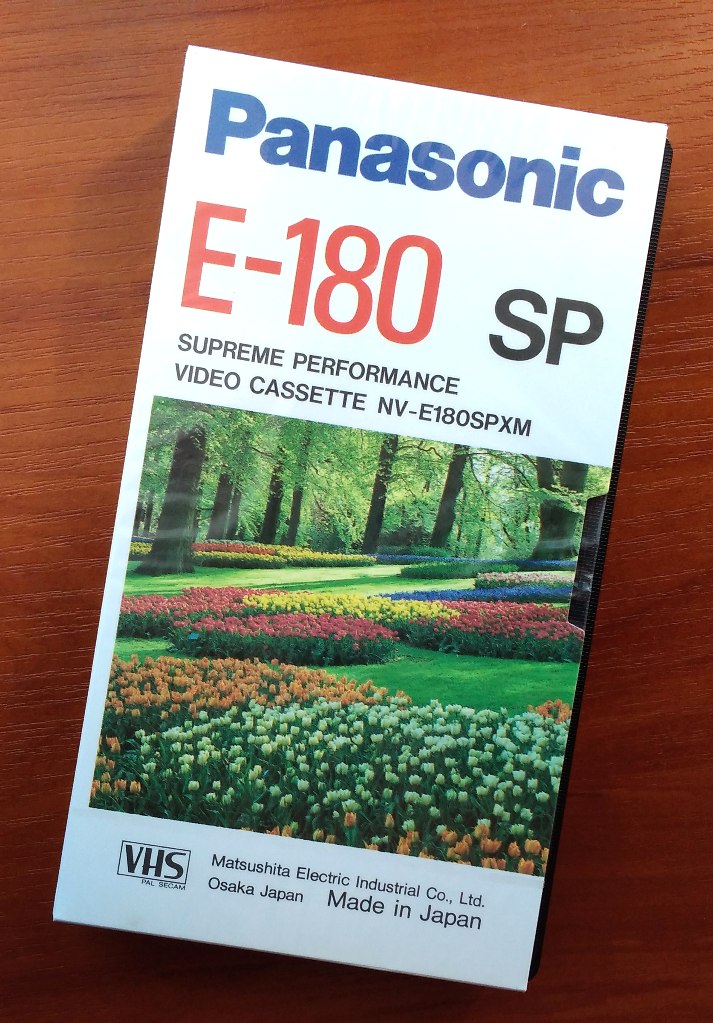 Panasonic
E-180 SP
SUPREME PERFORMANCE
VIDEO CASSETTE NV-E180SPXM
VHS
PAL SECAM
Matsushita Electric Industrial Co., Ltd.
Osaka Japan Made in Japan